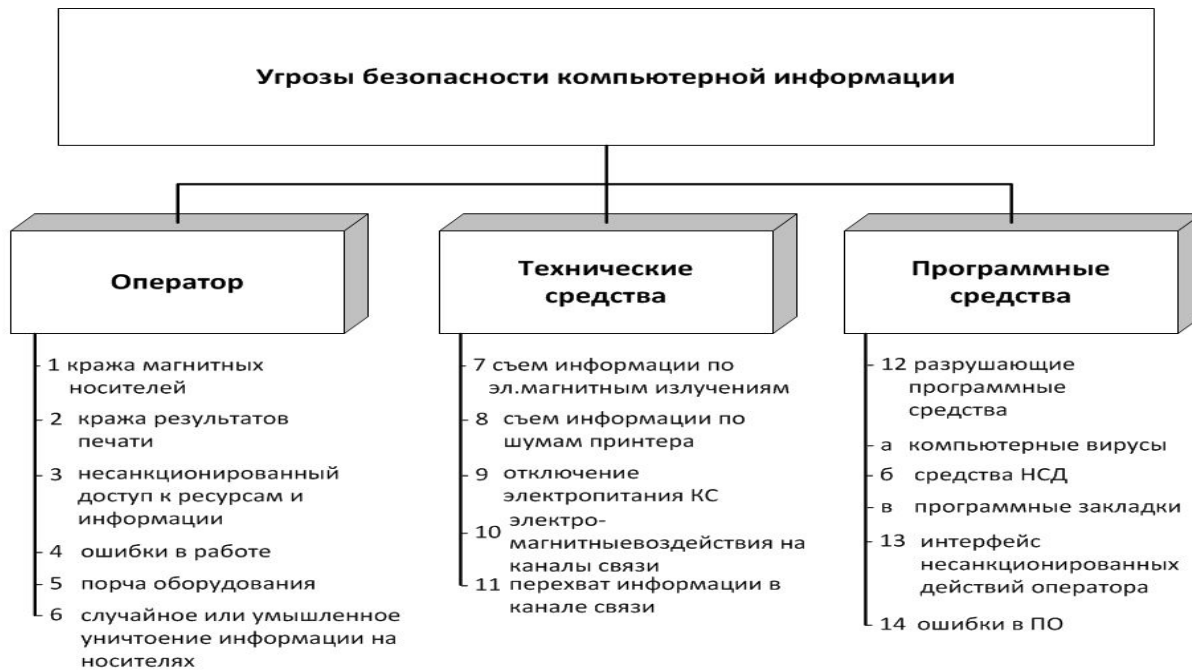 Угрозы безопасности компьютерной информации
Оператор
1 кража магнитных
носителей
2 кража результатов
печати
3 несанкционированный
доступ к ресурсам и
информации
4 ошибки в работе
5 порча оборудования
6 случайное или умышленное
уничтоение информации на
носителях
Технические
средства
7 съем информации по
эл.магнитным излучениям
8 съем информации по
шумам принтера
9 отключение
электропитания КС
10 электро-
магнитныевоздействия на
каналы связи
11 перехват информации в
канале связи
Программные
средства
12 разрушающие
программные
средства
а компьютерные вирусы
б средства НСД
в программные закладки
13 интерфейс
несанкционированных
действий оператора
14 ошибки в ПО